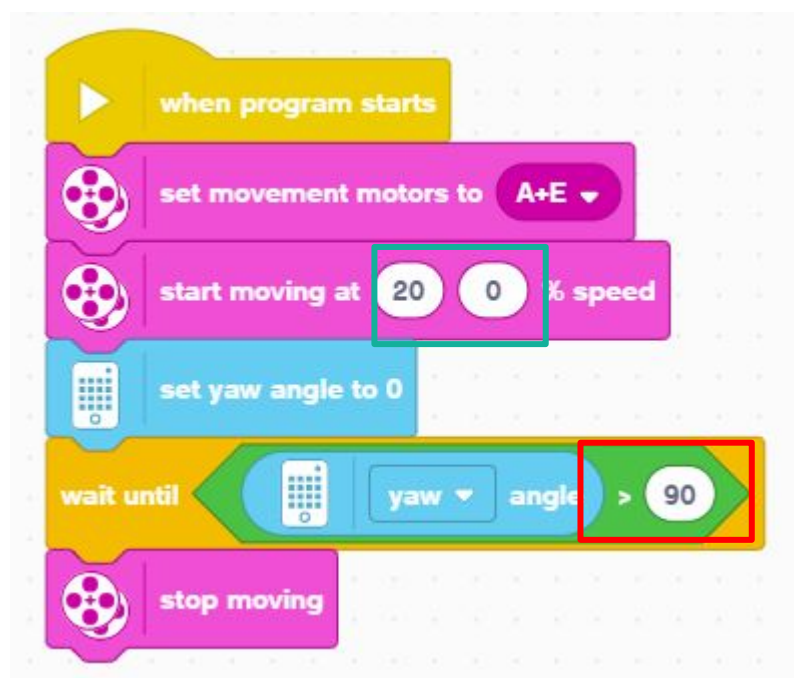 when program starts
set movement motors to A+E
start moving at 20 0 % speed
set yaw angle to 0
wait until yaw angle > 90
stop moving